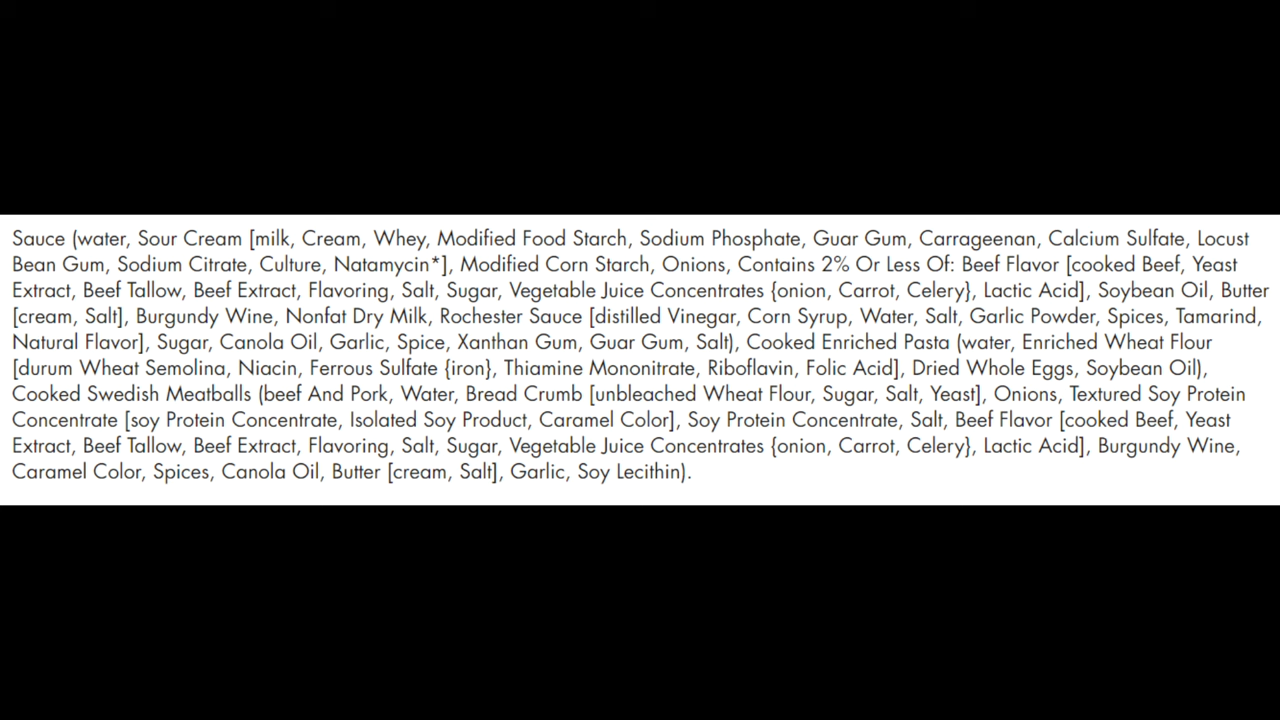 Sauce (water, Sour Cream [milk, Cream, Whey, Modified Food Starch, Sodium Phosphate, Guar Gum, Carrageenan, Calcium Sulfate, Locust
Bean Gum, Sodium Citrate, Culture, Natamycin*], Modified Corn Starch, Onions, Contains 2% Or Less Of: Beef Flavor [cooked Beef, Yeast
Extract, Beef Tallow, Beef Extract, Flavoring, Salt, Sugar, Vegetable Juice Concentrates {onion, Carrot, Celery}, Lactic Acid], Soybean Oil, Butter
[cream, Salt], Burgundy Wine, Nonfat Dry Milk, Rochester Sauce [distilled Vinegar, Corn Syrup, Water, Salt, Garlic Powder, Spices, Tamarind,
Natural Flavor], Sugar, Canola Oil, Garlic, Spice, Xanthan Gum, Guar Gum, Salt), Cooked Enriched Pasta (water, Enriched Wheat Flour
[durum Wheat Semolina, Niacin, Ferrous Sulfate {iron}, Thiamine Mononitrate, Riboflavin, Folic Acid], Dried Whole Eggs, Soybean Oil),
Cooked Swedish Meatballs (beef And Pork, Water, Bread Crumb [unbleached Wheat Flour, Sugar, Salt, Yeast], Onions, Textured Soy Protein
Concentrate [soy Protein Concentrate, Isolated Soy Product, Caramel Color], Soy Protein Concentrate, Salt, Beef Flavor [cooked Beef, Yeast
Extract, Beef Tallow, Beef Extract, Flavoring, Salt, Sugar, Vegetable Juice Concentrates {onion, Carrot, Celery}, Lactic Acid], Burgundy Wine,
Caramel Color, Spices, Canola Oil, Butter [cream, Salt], Garlic, Soy Lecithin).